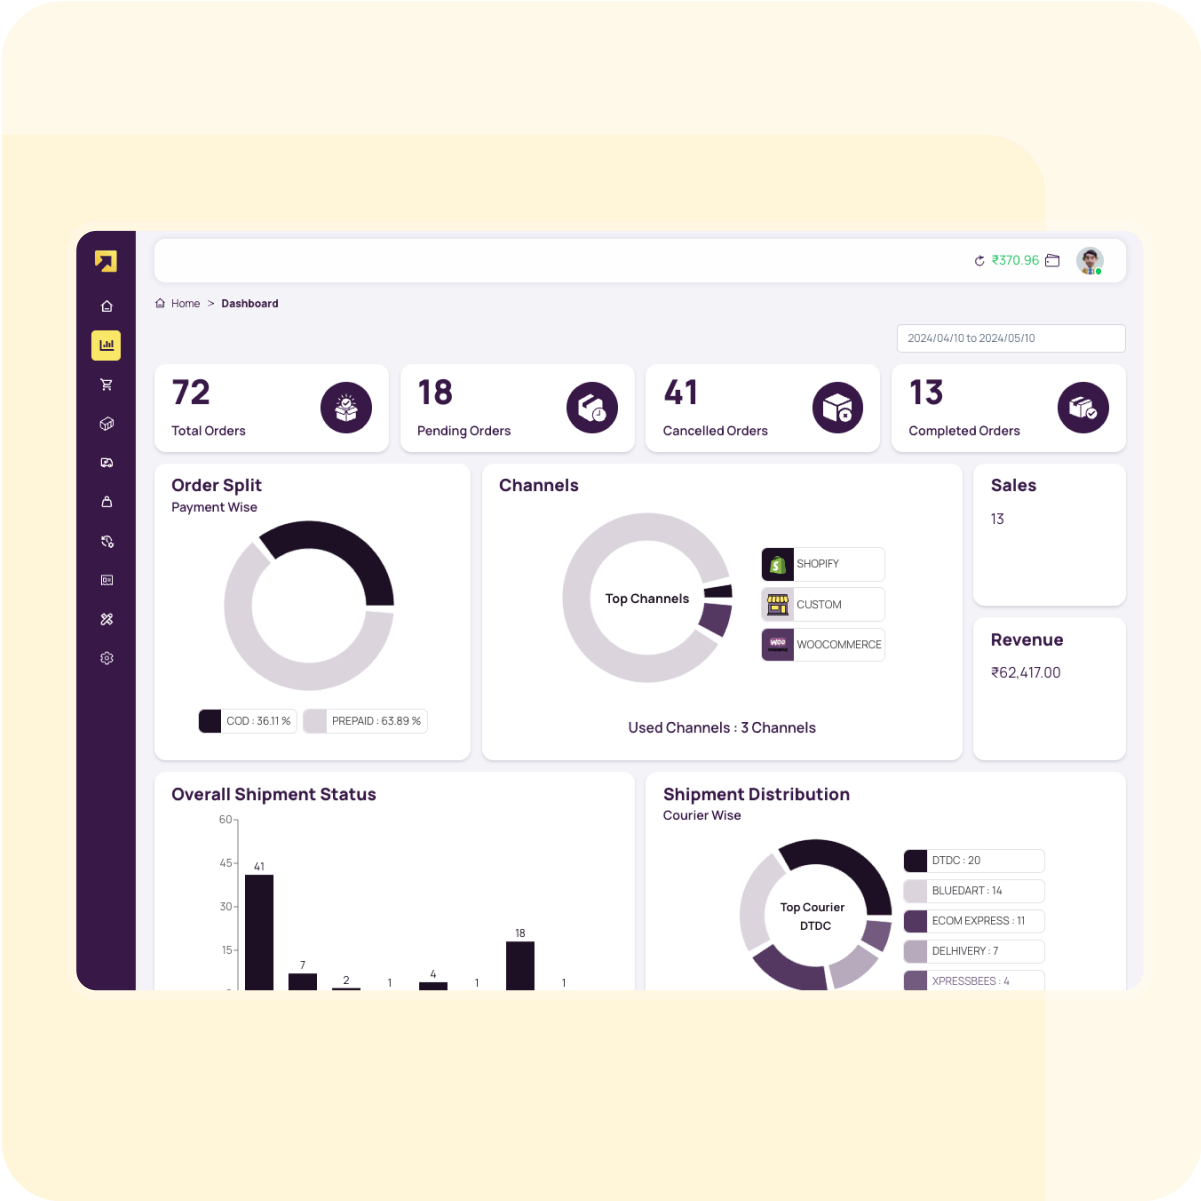 ₹370.96
Home > Dashboard
2024/04/10 to 2024/05/10
72
Total Orders
18
Pending Orders
41
Cancelled Orders
13
Completed Orders
Order Split
Payment Wise
COD : 36.11 %
PREPAID : 63.89 %
Channels
Top Channels
SHOPIFY
CUSTOM
WOO
WOOCOMMERCE
Used Channels : 3 Channels
Sales
13
Revenue
₹62,417.00
Overall Shipment Status
60
45
30
15
41
7
2
1
4
1
18
1
Shipment Distribution
Courier Wise
Top Courier
DTDC
DTDC : 20
BLUEDART : 14
ECOM EXPRESS : 11
DELHIVERY : 7
XPRESSBEES : 4